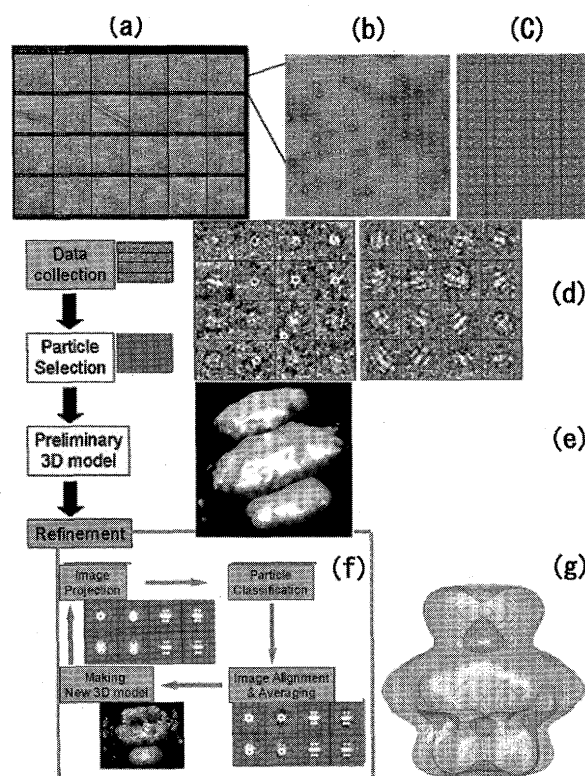 (a)
(b)
(C)
Data
collection
(d)
Particle
Selection
Preliminary
3D model
(e)
Refinement
(f)
(g)
Image
Projection
Particle
Classification
Making
New 3D model
Image Alignment
& Averaging